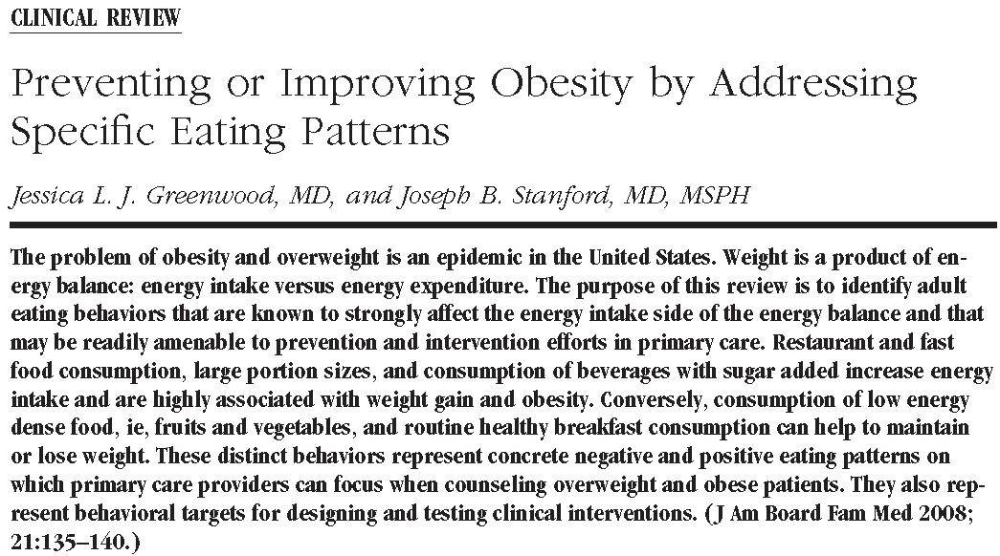 CLINICAL REVIEW
Preventing or Improving Obesity by Addressing
Specific Eating Patterns
Jessica L. J. Greenwood, MD, and Joseph B. Stanford, MD, MSPH
The problem of obesity and overweight is an epidemic in the United States. Weight is a product of en-
ergy balance: energy intake versus energy expenditure. The purpose of this review is to identify adult
eating behaviors that are known to strongly affect the energy intake side of the energy balance and that
may be readily amenable to prevention and intervention efforts in primary care. Restaurant and fast
food consumption, large portion sizes, and consumption of beverages with sugar added increase energy
intake and are highly associated with weight gain and obesity. Conversely, consumption of low energy
dense food, ie, fruits and vegetables, and routine healthy breakfast consumption can help to maintain
or lose weight. These distinct behaviors represent concrete negative and positive eating patterns on
which primary care providers can focus when counseling overweight and obese patients. They also rep-
resent behavioral targets for designing and testing clinical interventions. (J Am Board Fam Med 2008;
21:135–140.)